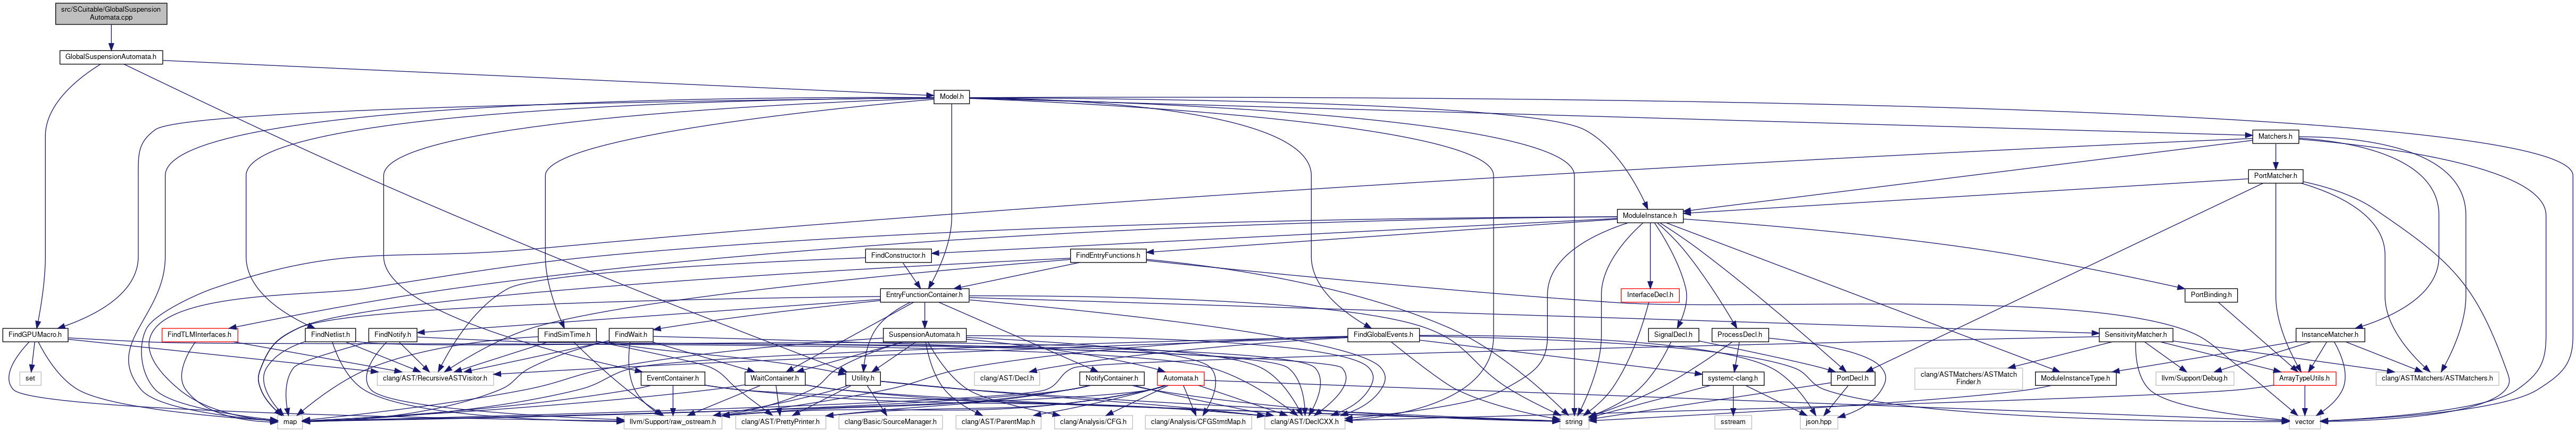 src/SCuitable/GlobalSuspension
Automata.cpp
GlobalSuspensionAutomata.h
Model.h
Matchers.h
PortMatcher.h
ModuleInstance.h
FindConstructor.h
FindEntryFunctions.h
EntryFunctionContainer.h
InterfaceDecl.h
PortBinding.h
FindGPUMacro.h
FindTLMInterfaces.h
FindNetlist.h
FindNotify.h
FindSimTime.h
FindWait.h
SuspensionAutomata.h
FindGlobalEvents.h
SignalDecl.h
ProcessDecl.h
SensitivityMatcher.h
InstanceMatcher.h
set
clang/AST/RecursiveASTVisitor.h
EventContainer.h
WaitContainer.h
Utility.h
clang/AST/Decl.h
NotifyContainer.h
Automata.h
systemc-clang.h
PortDecl.h
clang/ASTMatchers/ASTMatch
Finder.h
ModuleInstanceType.h
llvm/Support/Debug.h
ArrayTypeUtils.h
clang/ASTMatchers/ASTMatchers.h
map
llvm/Support/raw_ostream.h
clang/AST/PrettyPrinter.h
clang/Basic/SourceManager.h
clang/AST/ParentMap.h
clang/Analysis/CFG.h
clang/Analysis/CFGStmtMap.h
clang/AST/DeclCXX.h
string
sstream
json.hpp
vector